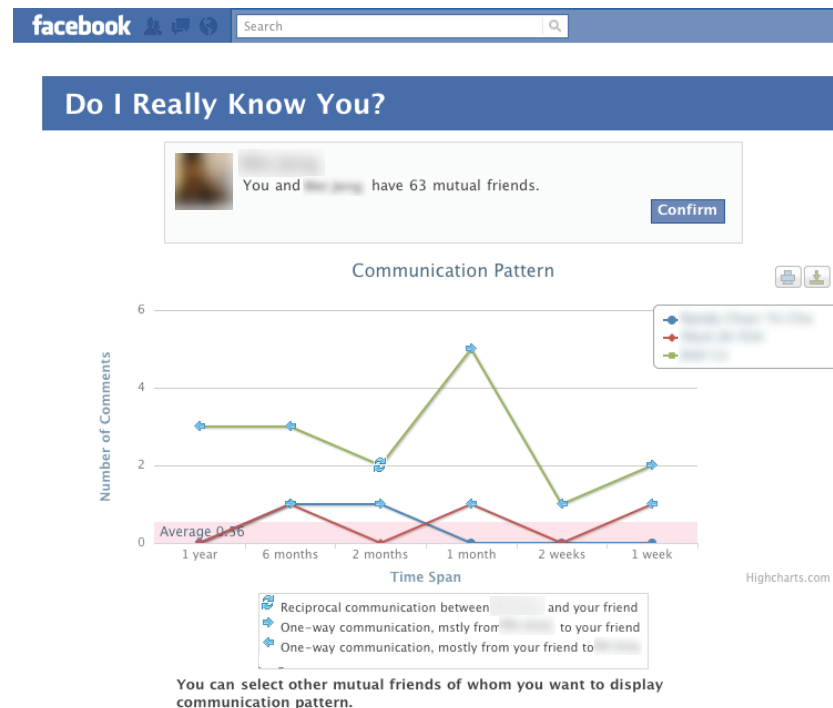 facebook
Search
Do I Really Know You?
You and have 63 mutual friends.
Confirm
Communication Pattern
6
4
2
0
Number of Comments
Average 0.56
1 year 6 months 2 months 1 month 2 weeks 1 week
Time Span
Highcharts.com
Reciprocal communication between and your friend
One-way communication, mstly from to your friend
One-way communication, mostly from your friend to
You can select other mutual friends of whom you want to display
communication pattern.